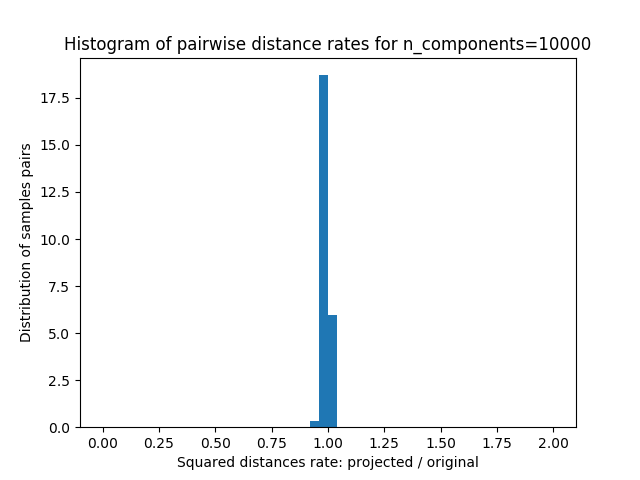 Histogram of pairwise distance rates for n_components=10000
Distribution of samples pairs
17.5
15.0
12.5
10.0
7.5
5.0
2.5
0.0
0.00 0.25 0.50 0.75 1.00 1.25 1.50 1.75 2.00
Squared distances rate: projected / original